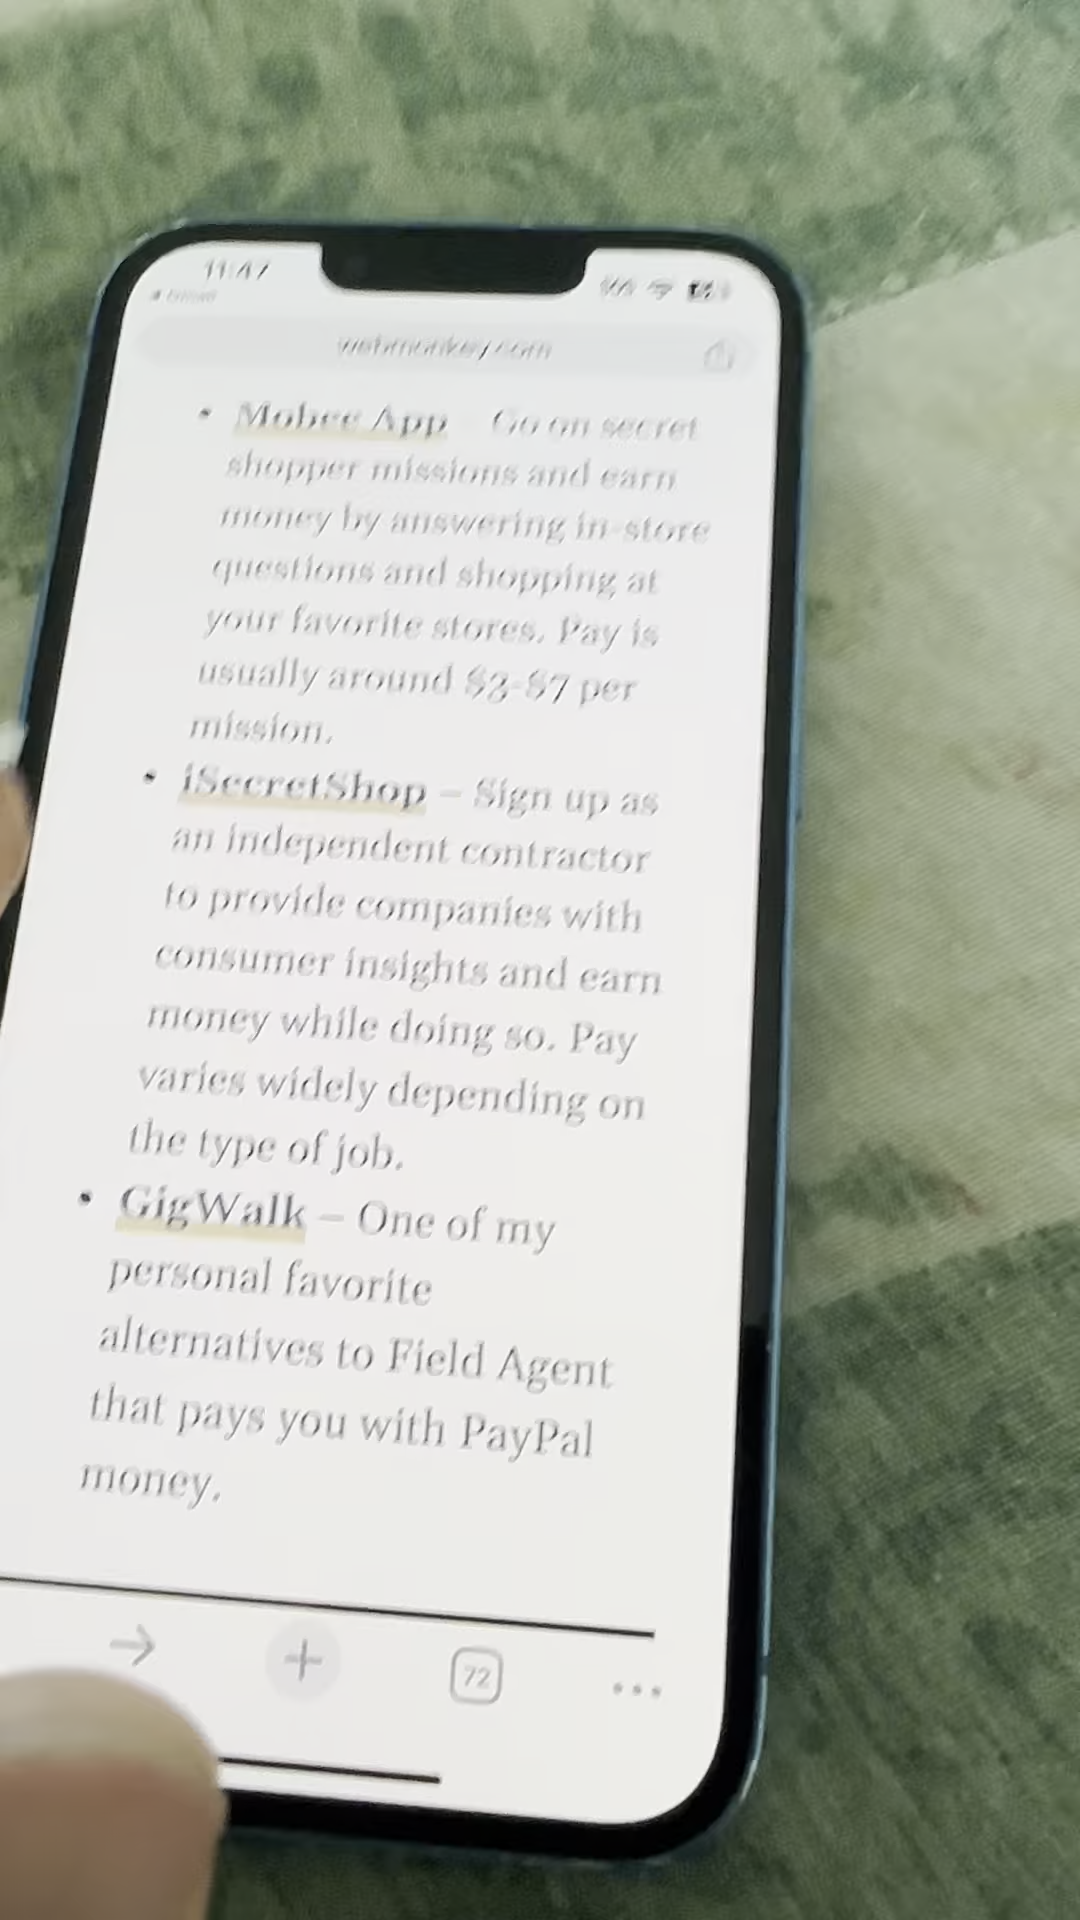 11:47
Gmail
webmonkey.com
• Mobee App – Go on secret
shopper missions and earn
money by answering in-store
questions and shopping at
your favorite stores. Pay is
usually around $3-$7 per
mission.
• iSecretShop – Sign up as
an independent contractor
to provide companies with
consumer insights and earn
money while doing so. Pay
varies widely depending on
the type of job.
• GigWalk – One of my
personal favorite
alternatives to Field Agent
that pays you with PayPal
money.
72